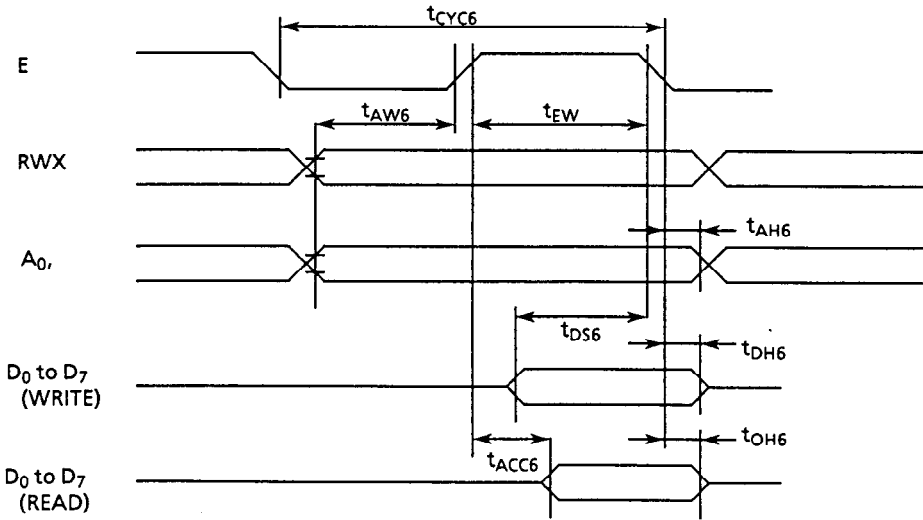 tCYC6
E
tAW6
tEW
RWX
tAH6
A0,
tDS6
tDH6
D0 to D7
(WRITE)
tOH6
tACC6
D0 to D7
(READ)